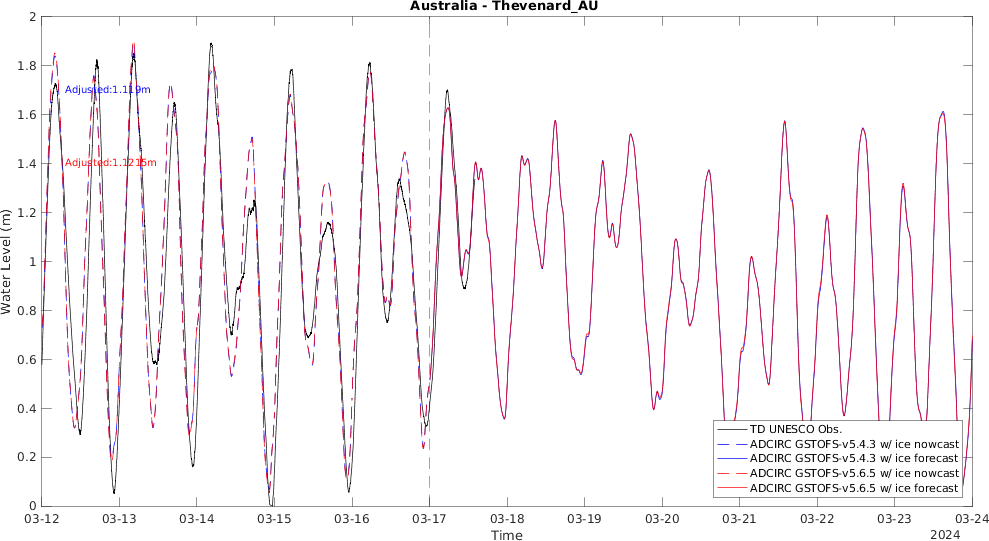 Australia - Thevenard_AU
2
1.8
1.6
1.4
1.2
1
0.8
0.6
0.4
0.2
0
Water Level (m)
Adjusted:1.119m
Adjusted:1.1215m
TD UNESCO Obs.
ADCIRC GSTOFS-v5.4.3 w/ ice nowcast
ADCIRC GSTOFS-v5.4.3 w/ ice forecast
ADCIRC GSTOFS-v5.6.5 w/ ice nowcast
ADCIRC GSTOFS-v5.6.5 w/ ice forecast
03-12 03-13 03-14 03-15 03-16 03-17 03-18 03-19 03-20 03-21 03-22 03-23 03-24
Time
2024